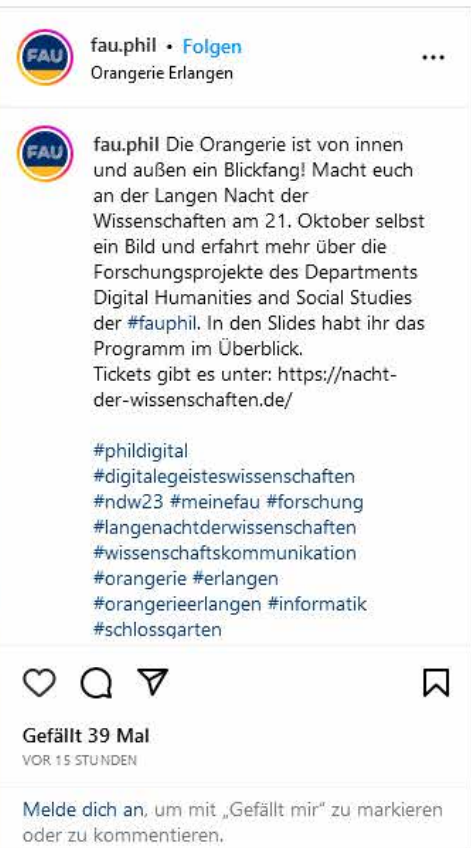 FAU
fau.phil • Folgen
Orangerie Erlangen
FAU
fau.phil Die Orangerie ist von innen
und außen ein Blickfang! Macht euch
an der Langen Nacht der
Wissenschaften am 21. Oktober selbst
ein Bild und erfahrt mehr über die
Forschungsprojekte des Departments
Digital Humanities and Social Studies
der #fauphil. In den Slides habt ihr das
Programm im Überblick.
Tickets gibt es unter: https://nacht-
der-wissenschaften.de/
#phildigital
#digitalegeisteswissenschaften
#ndw23 #meinefau #forschung
#langenachtderwissenschaften
#wissenschaftskommunikation
#orangerie #erlangen
#orangerieerlangen #informatik
#schlossgarten
Gefällt 39 Mal
VOR 15 STUNDEN
Melde dich an, um mit „Gefällt mir“ zu markieren
oder zu kommentieren.